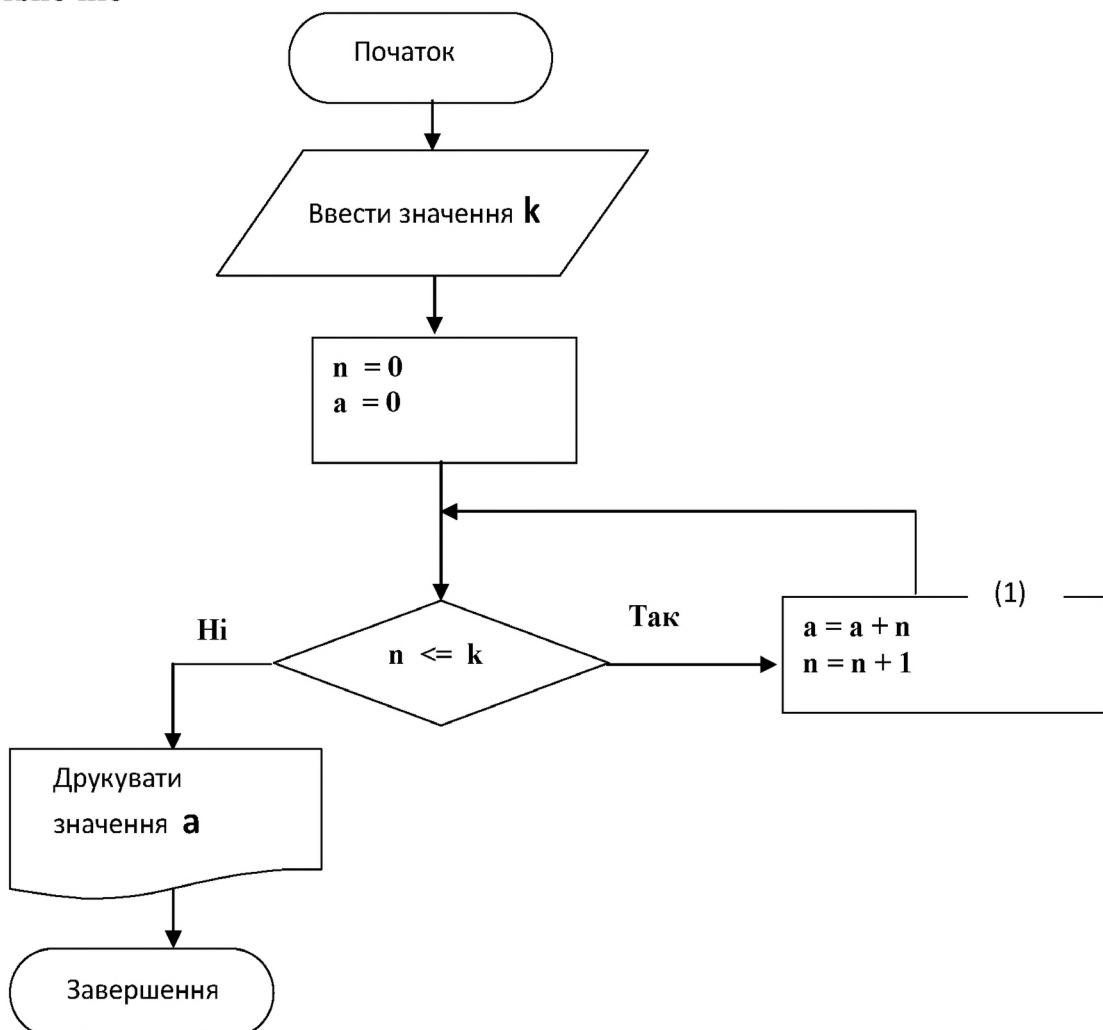 Початок
Ввести значення k
n = 0
a = 0
(1)
Ні
n <= k
Так
a = a + n
n = n + 1
Друкувати
значення a
Завершення